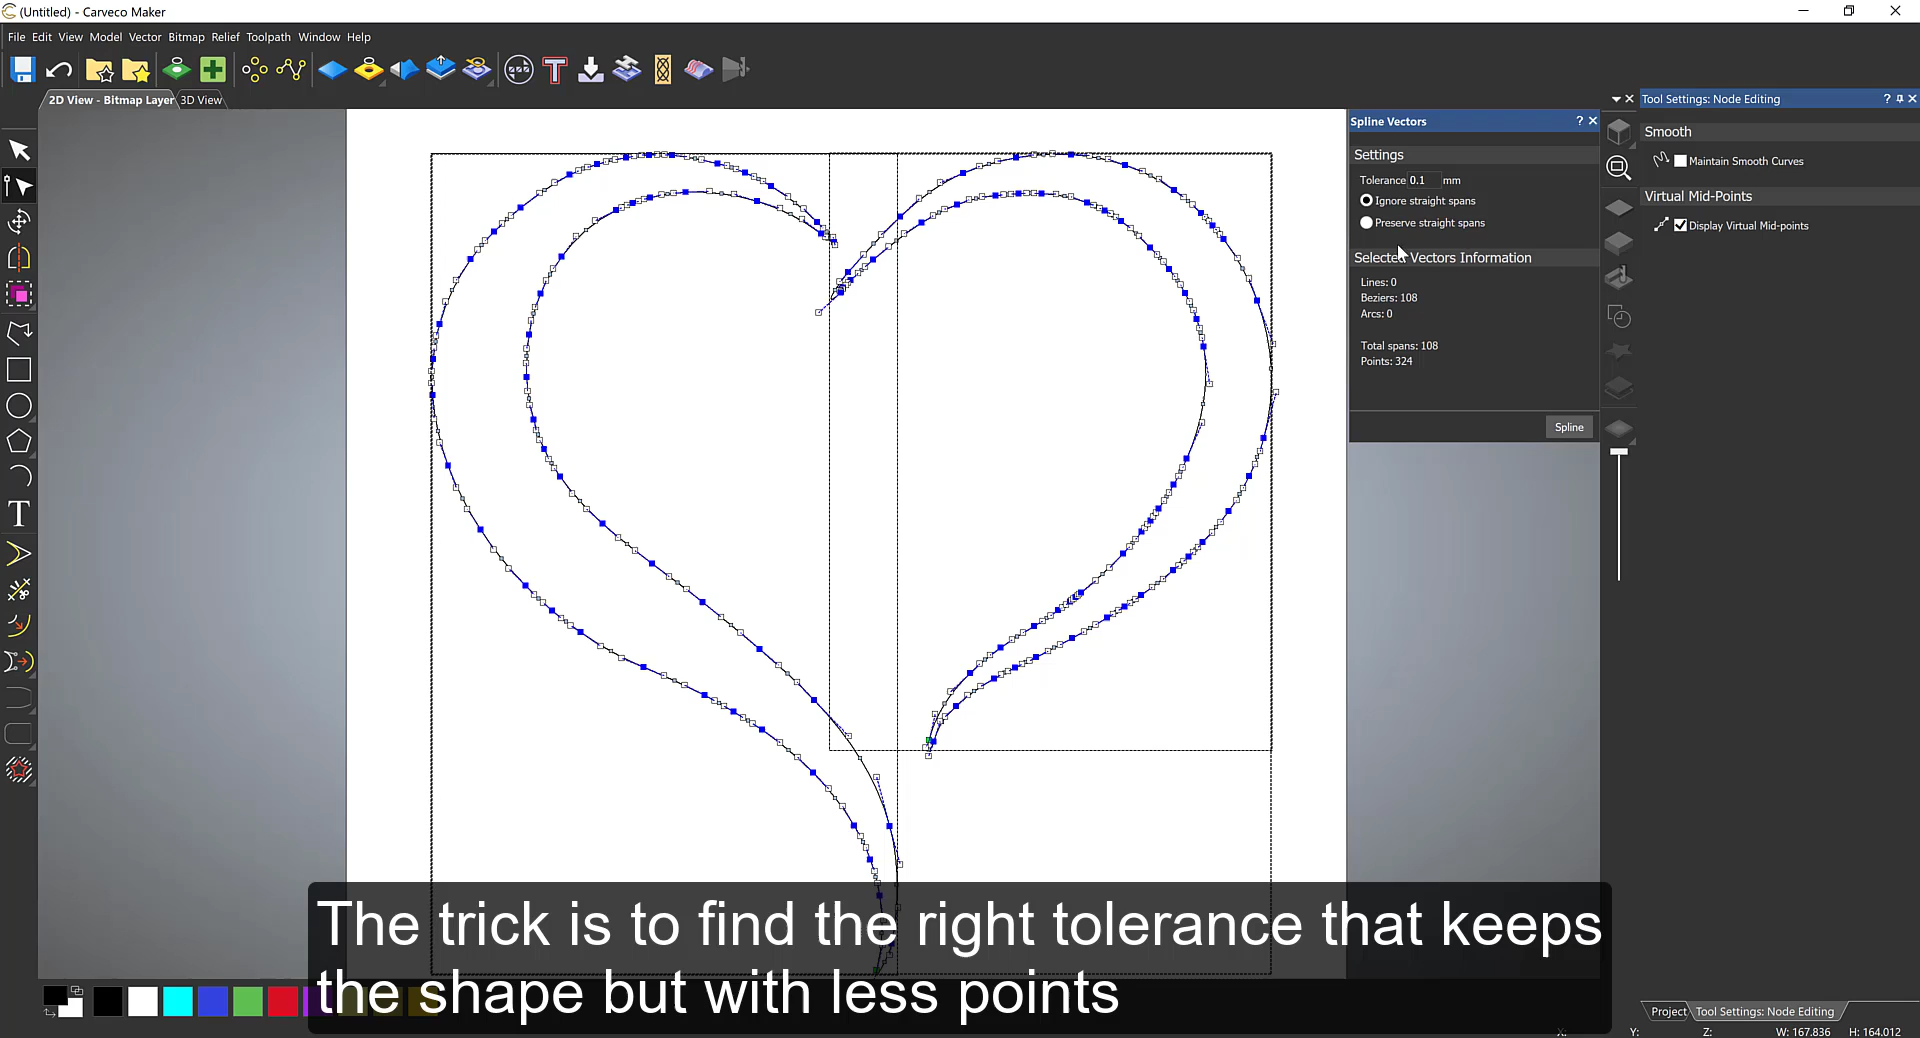 (Untitled) - Carveco Maker
File Edit View Model Vector Bitmap Relief Toolpath Window Help
2D View - Bitmap Layer 3D View
Spline Vectors
Settings
Tolerance 0.1 mm
Ignore straight spans
Preserve straight spans
Selected Vectors Information
Lines: 0
Beziers: 108
Arcs: 0
Total spans: 108
Points: 324
Spline
Tool Settings: Node Editing
Smooth
Maintain Smooth Curves
Virtual Mid-Points
Display Virtual Mid-points
The trick is to find the right tolerance that keeps
the shape but with less points
Project Tool Settings: Node Editing
X: Y: Z: W: 167.836 H: 164.012